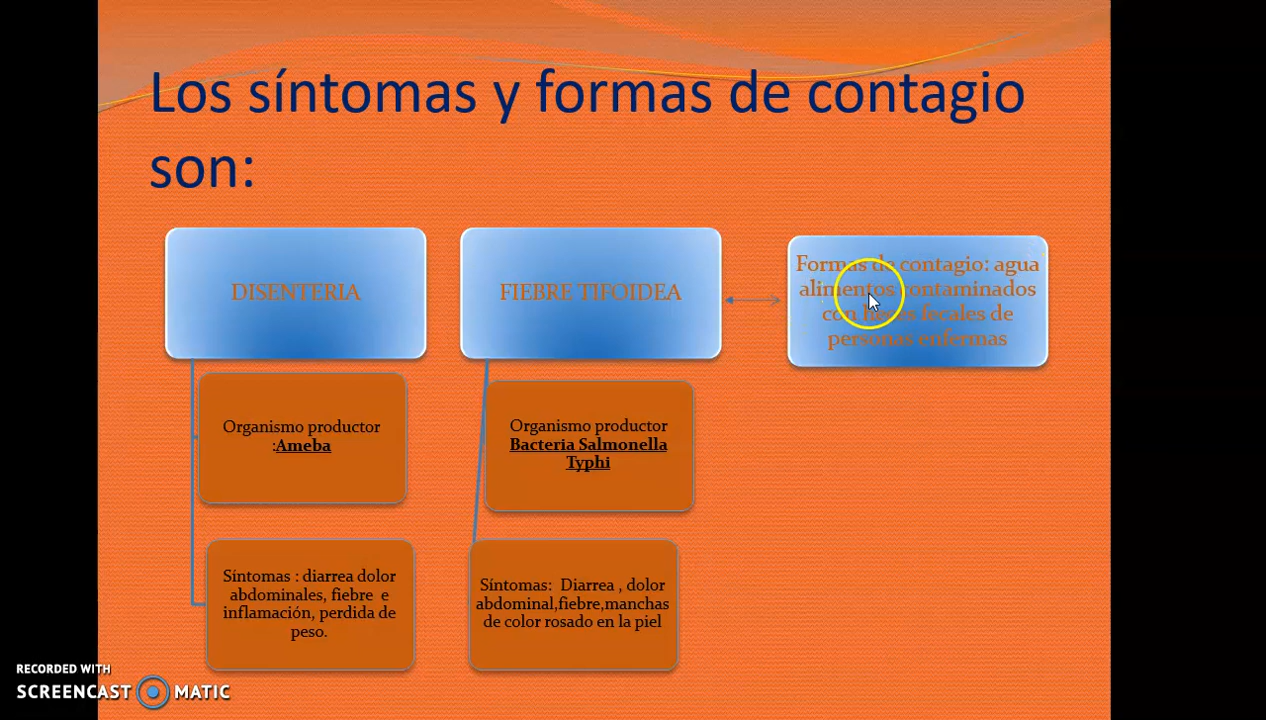 Los síntomas y formas de contagio
son:
DISENTERIA
FIEBRE TIFOIDEA
Formas de contagio: agua
alimentos contaminados
con heces fecales de
personas enfermas
Organismo productor
:Ameba
Organismo productor
Bacteria Salmonella
Typhi
Síntomas : diarrea dolor
abdominales, fiebre e
inflamación, perdida de
peso.
Síntomas: Diarrea , dolor
abdominal,fiebre,manchas
de color rosado en la piel
RECORDED WITH
SCREENCAST MATIC